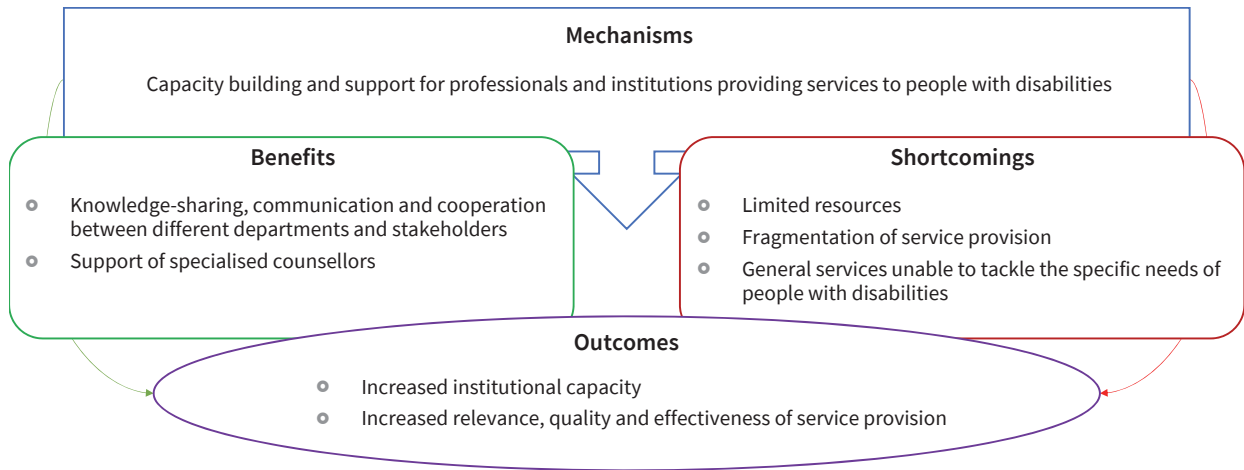 Mechanisms
Capacity building and support for professionals and institutions providing services to people with disabilities
Benefits
Knowledge-sharing, communication and cooperation
between different departments and stakeholders
Support of specialised counsellors
Shortcomings
Limited resources
Fragmentation of service provision
General services unable to tackle the specific needs of
people with disabilities
Outcomes
Increased institutional capacity
Increased relevance, quality and effectiveness of service provision